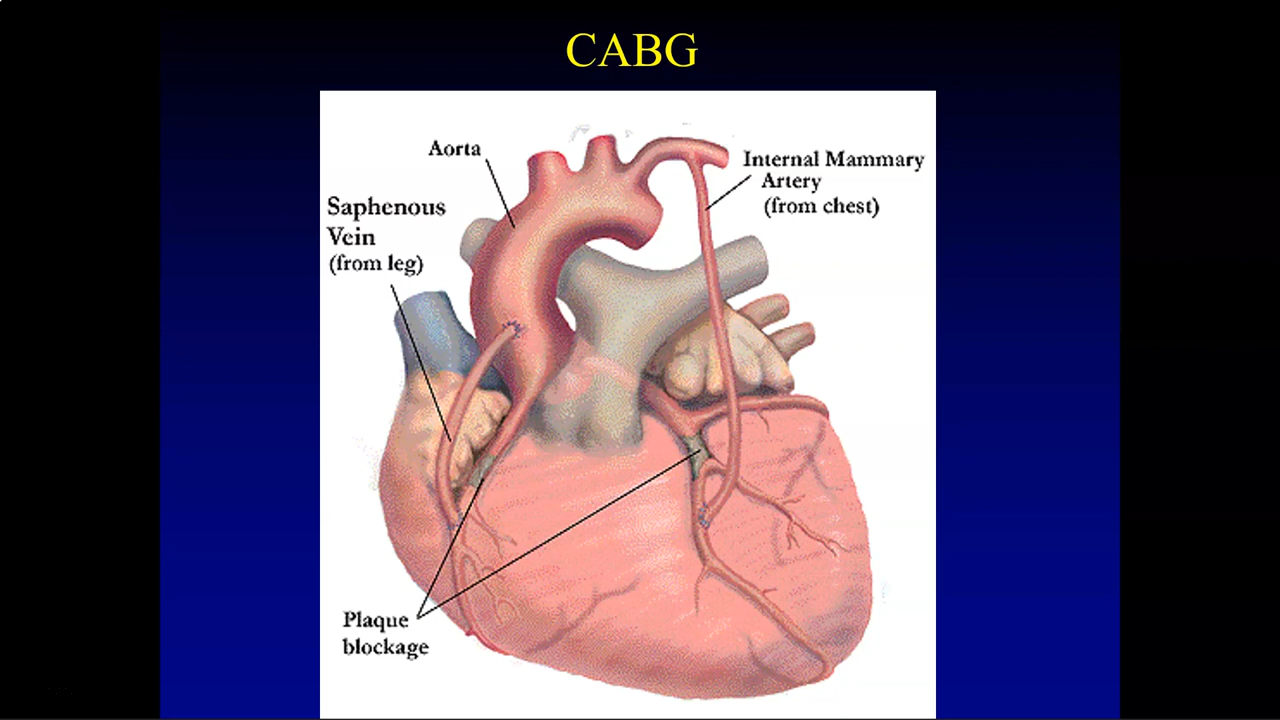 CABG
Aorta
Internal Mammary
Artery
(from chest)
Saphenous
Vein
(from leg)
Plaque
blockage